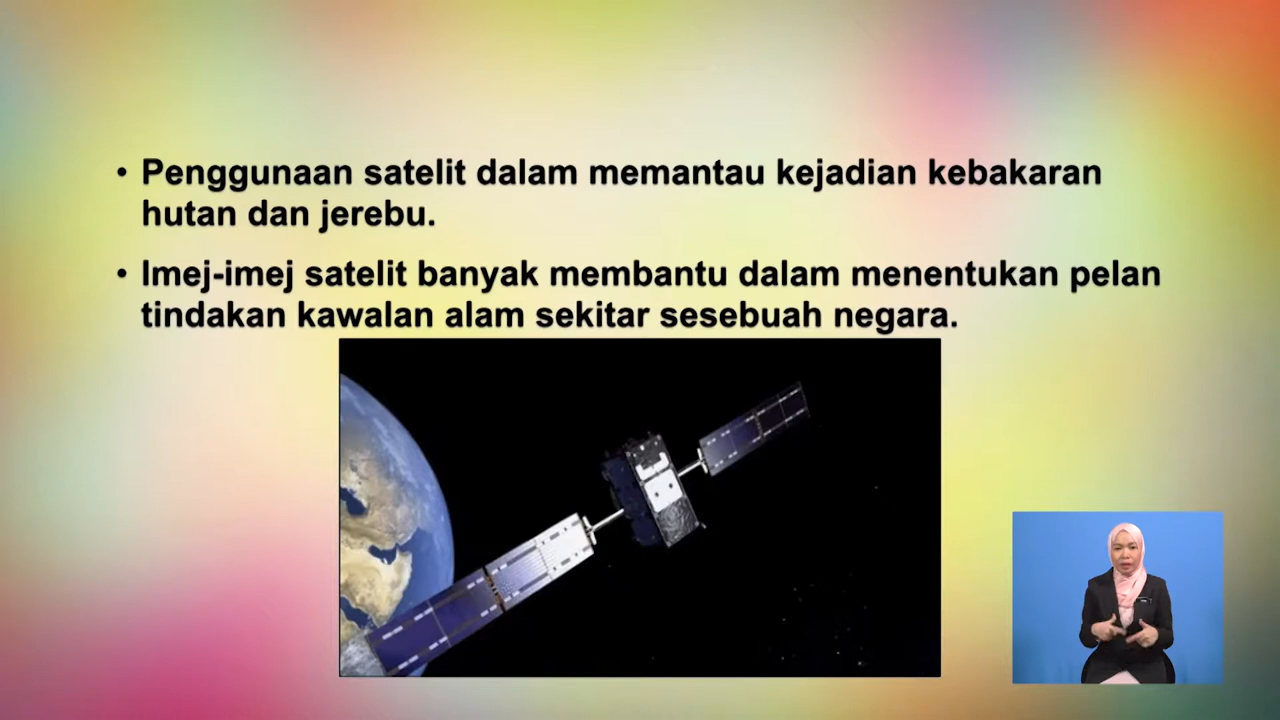 • Penggunaan satelit dalam memantau kejadian kebakaran
hutan dan jerebu.
• Imej-imej satelit banyak membantu dalam menentukan pelan
tindakan kawalan alam sekitar sesebuah negara.